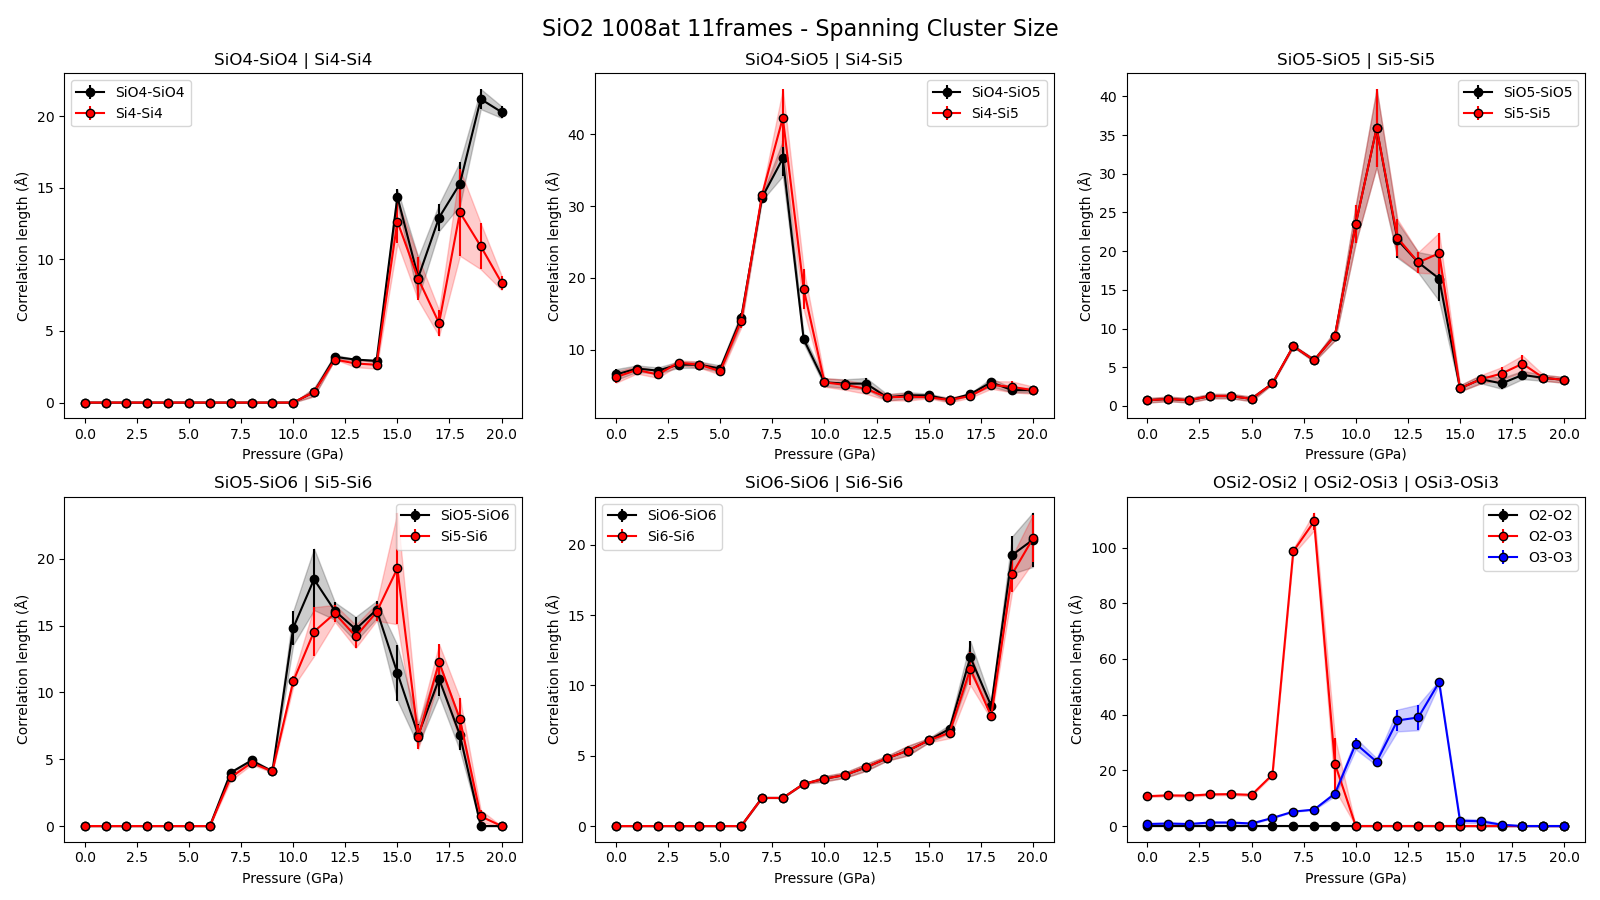 SiO2 1008at 11frames - Spanning Cluster Size
SiO4-SiO4 | Si4-Si4
SiO4-SiO4
Si4-Si4
20
15
10
5
0
Correlation length (Å)
0.0 2.5 5.0 7.5 10.0 12.5 15.0 17.5 20.0
Pressure (GPa)
SiO4-SiO5 | Si4-Si5
SiO4-SiO5
Si4-Si5
40
30
20
10
Correlation length (Å)
0.0 2.5 5.0 7.5 10.0 12.5 15.0 17.5 20.0
Pressure (GPa)
SiO5-SiO5 | Si5-Si5
SiO5-SiO5
Si5-Si5
40
35
30
25
20
15
10
5
0
Correlation length (Å)
0.0 2.5 5.0 7.5 10.0 12.5 15.0 17.5 20.0
Pressure (GPa)
SiO5-SiO6 | Si5-Si6
SiO5-SiO6
Si5-Si6
20
15
10
5
0
Correlation length (Å)
0.0 2.5 5.0 7.5 10.0 12.5 15.0 17.5 20.0
Pressure (GPa)
SiO6-SiO6 | Si6-Si6
SiO6-SiO6
Si6-Si6
20
15
10
5
0
Correlation length (Å)
0.0 2.5 5.0 7.5 10.0 12.5 15.0 17.5 20.0
Pressure (GPa)
OSi2-OSi2 | OSi2-OSi3 | OSi3-OSi3
O2-O2
O2-O3
O3-O3
100
80
60
40
20
0
Correlation length (Å)
0.0 2.5 5.0 7.5 10.0 12.5 15.0 17.5 20.0
Pressure (GPa)